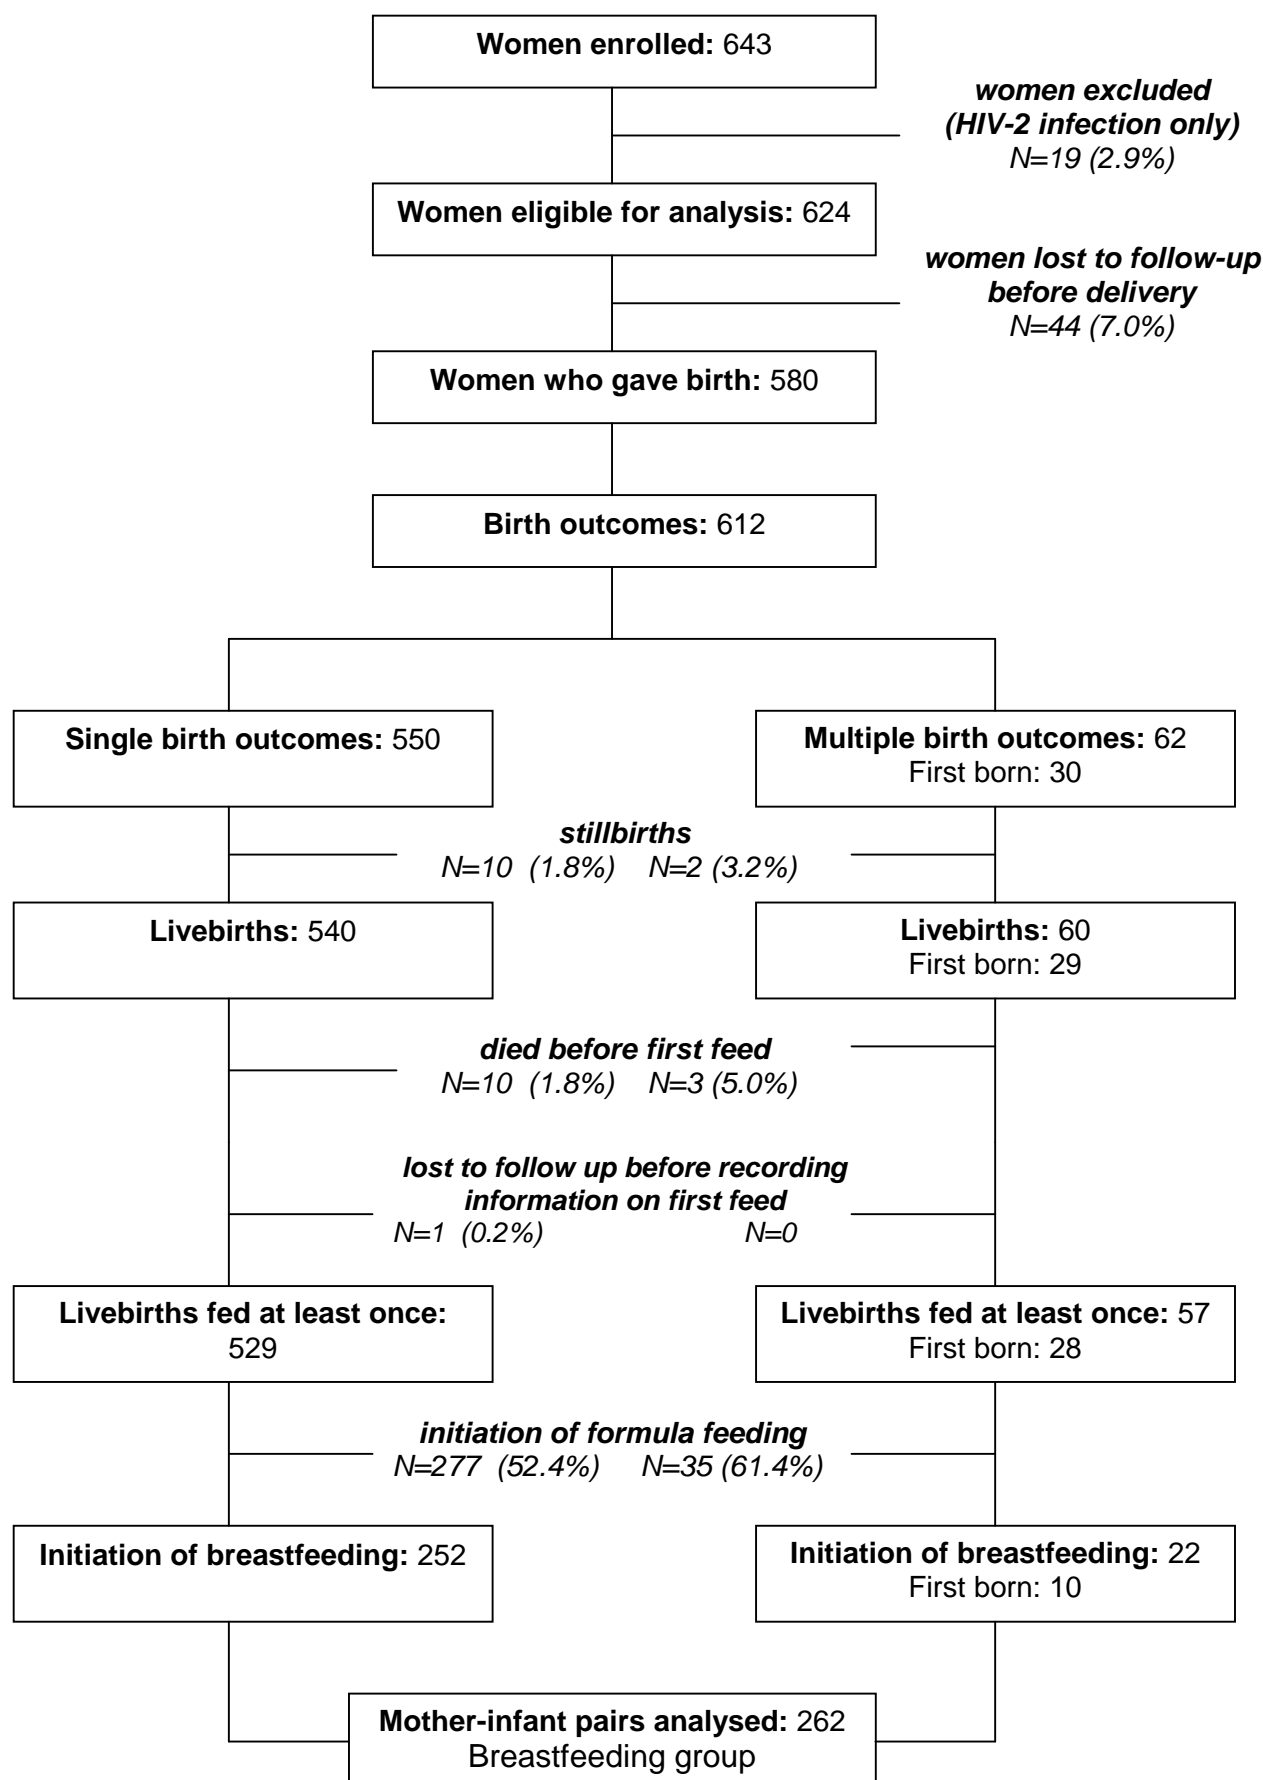 Women enrolled: 643
women excluded
(HIV-2 infection only)
N=19 (2.9%)
Women eligible for analysis: 624
women lost to follow-up
before delivery
N=44 (7.0%)
Women who gave birth: 580
Birth outcomes: 612
Single birth outcomes: 550
Multiple birth outcomes: 62
First born: 30
stillbirths
N=10 (1.8%) N=2 (3.2%)
Livebirths: 540
Livebirths: 60
First born: 29
died before first feed
N=10 (1.8%) N=3 (5.0%)
lost to follow up before recording
information on first feed
N=1 (0.2%) N=0
Livebirths fed at least once:
529
Livebirths fed at least once: 57
First born: 28
initiation of formula feeding
N=277 (52.4%) N=35 (61.4%)
Initiation of breastfeeding: 252
Initiation of breastfeeding: 22
First born: 10
Mother-infant pairs analysed: 262
Breastfeeding group